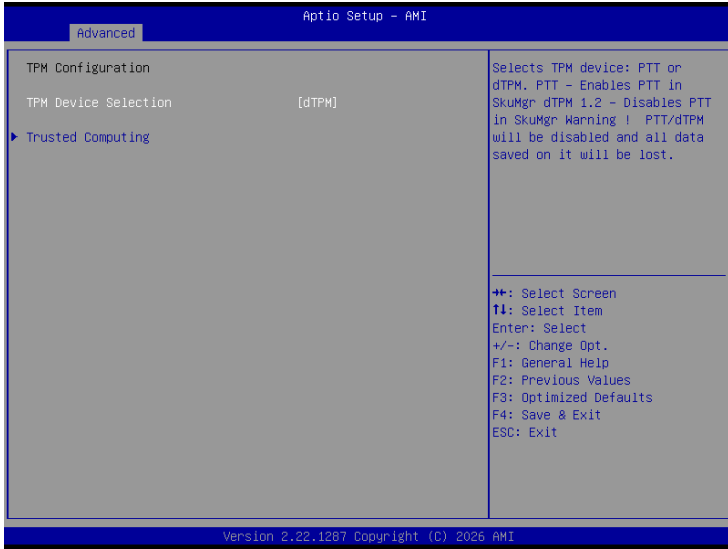 Aptio Setup – AMI
Advanced
TPM Configuration
TPM Device Selection [dTPM]
Trusted Computing
Selects TPM device: PTT or
dTPM. PTT – Enables PTT in
SkuMgr dTPM 1.2 – Disables PTT
in SkuMgr Warning ! PTT/dTPM
will be disabled and all data
saved on it will be lost.
→←: Select Screen
↑↓: Select Item
Enter: Select
+/-: Change Opt.
F1: General Help
F2: Previous Values
F3: Optimized Defaults
F4: Save & Exit
ESC: Exit
Version 2.22.1287 Copyright (C) 2026 AMI